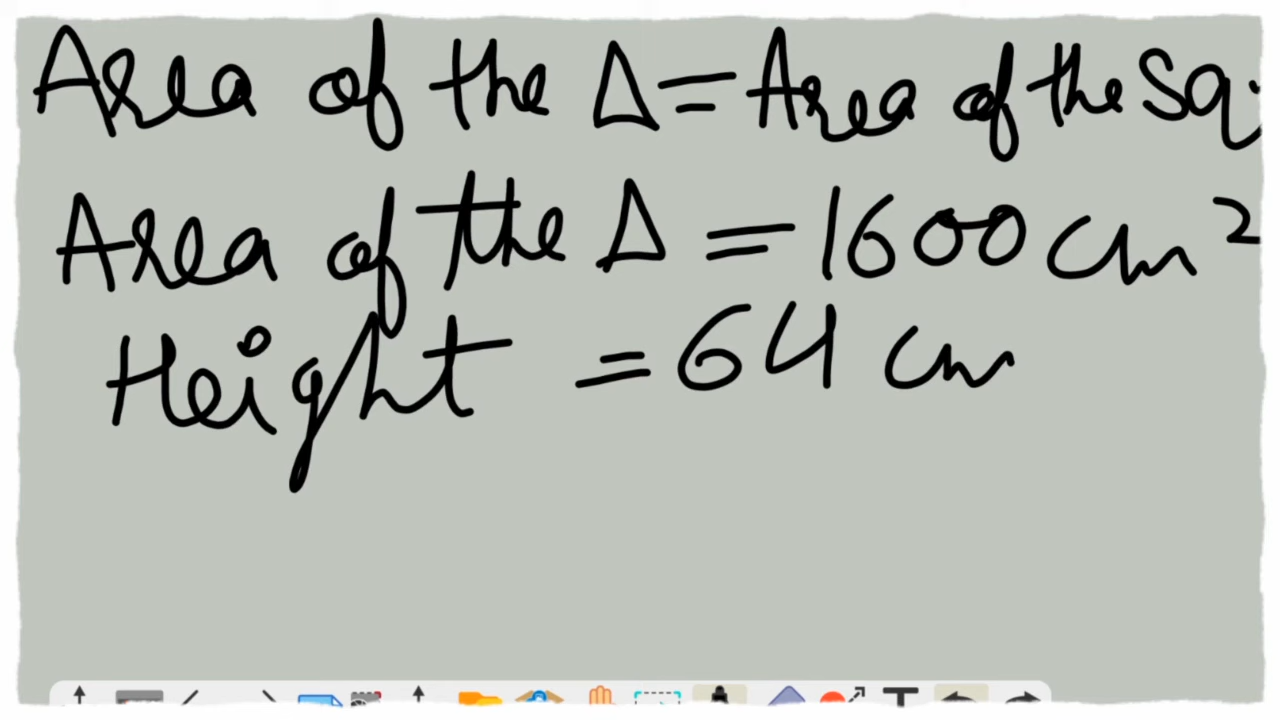 Area of the Δ = Area of the Sq.
Area of the Δ = 1600 cm²
Height = 64 cm